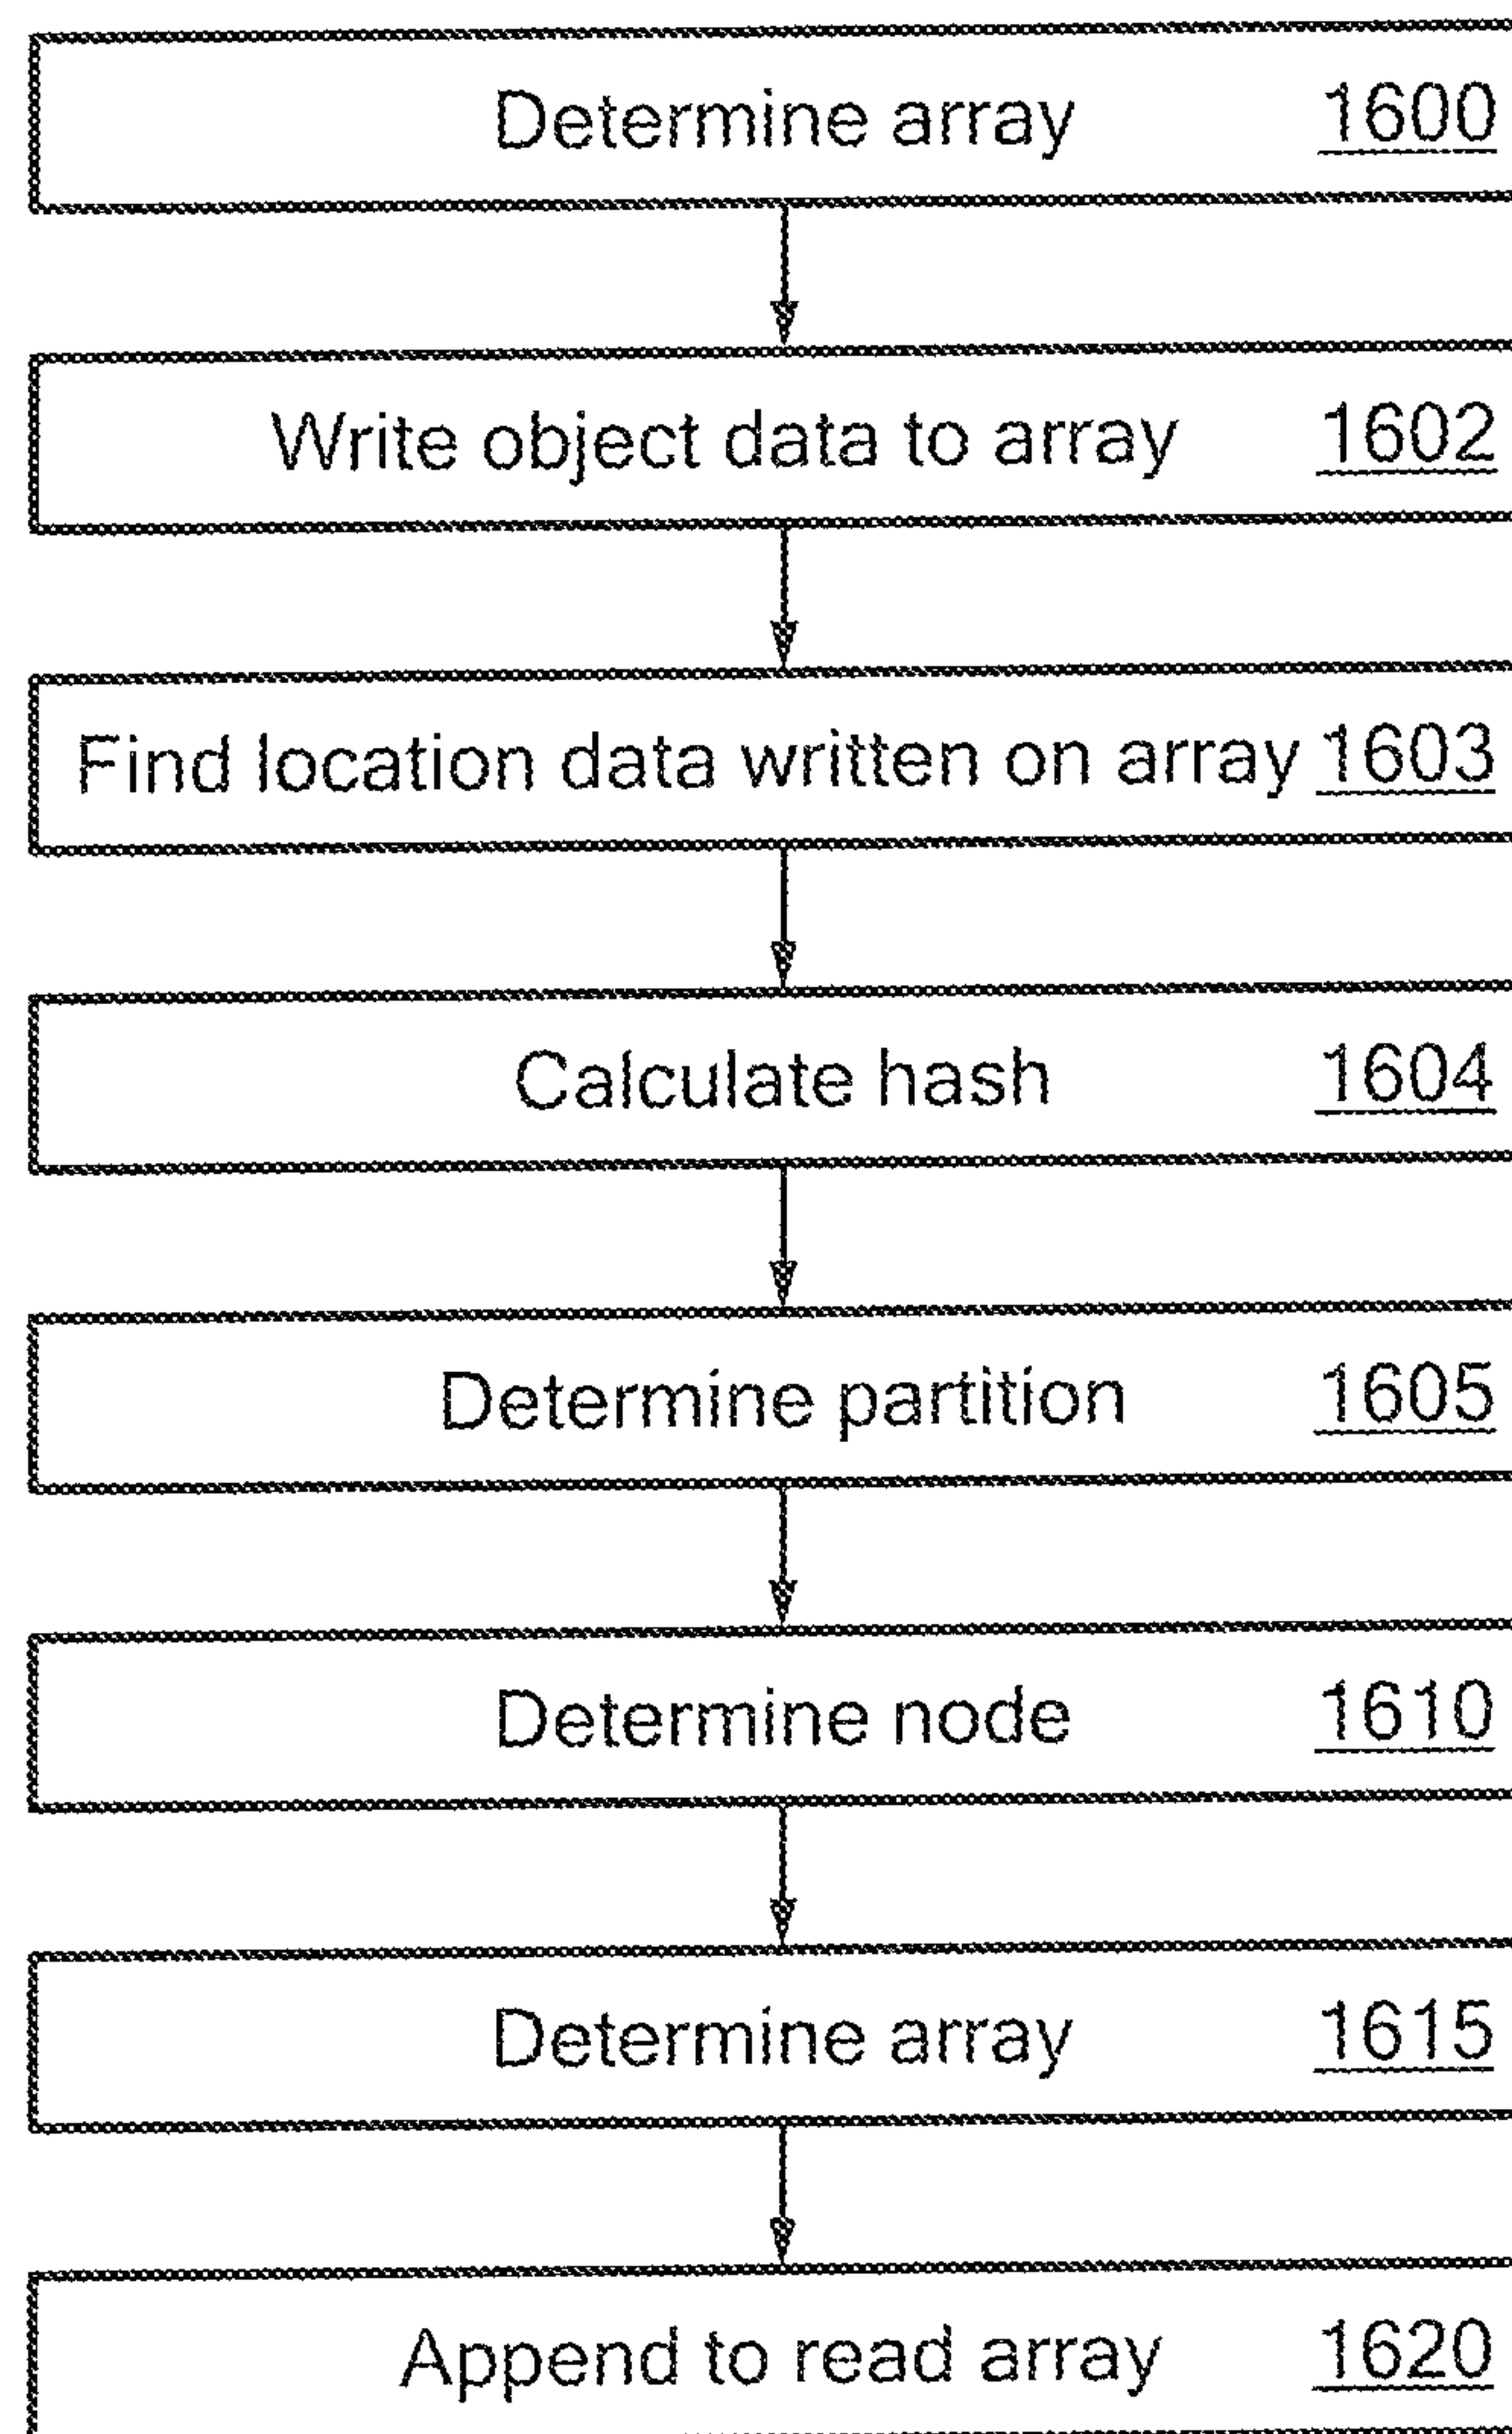 Determine array 1600
Write object data to array 1602
Find location data written on array 1603
Calculate hash 1604
Determine partition 1605
Determine node 1610
Determine array 1615
Append to read array 1620